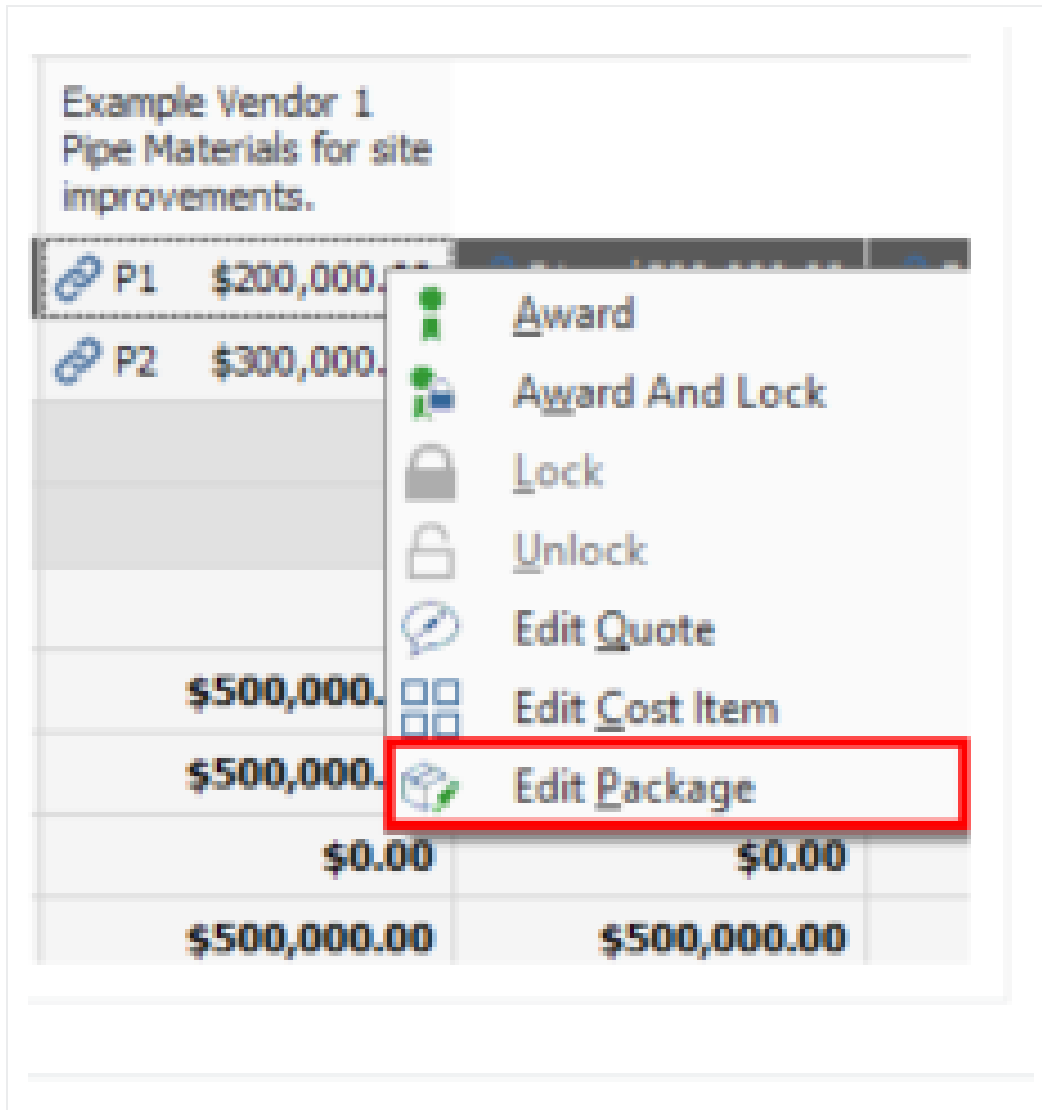 Example Vendor 1
Pipe Materials for site
improvements.
P1 $200,000.
P2 $300,000.
Award
Award And Lock
Lock
Unlock
Edit Quote
Edit Cost Item
Edit Package
$500,000.
$500,000.
$0.00 $0.00
$500,000.00 $500,000.00